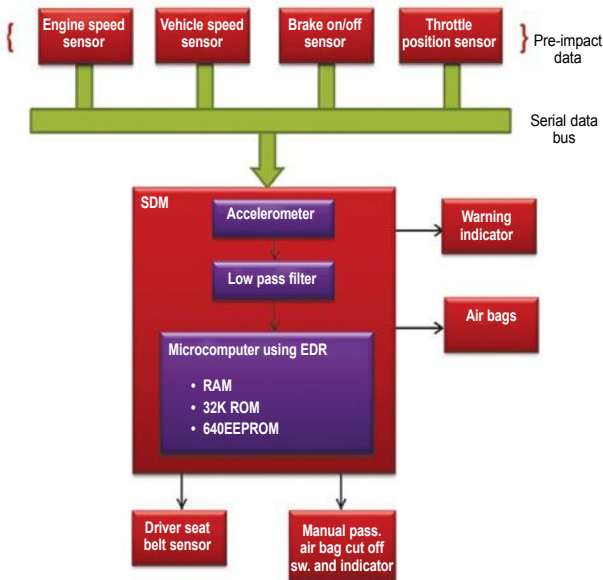 Engine speed
sensor
Vehicle speed
sensor
Brake on/off
sensor
Throttle
position sensor
{
}
Pre-impact
data
Serial data
bus
SDM
Accelerometer
Low pass filter
Microcomputer using EDR
• RAM
• 32K ROM
• 640EEPROM
Warning
indicator
Air bags
Driver seat
belt sensor
Manual pass.
air bag cut off
sw. and indicator